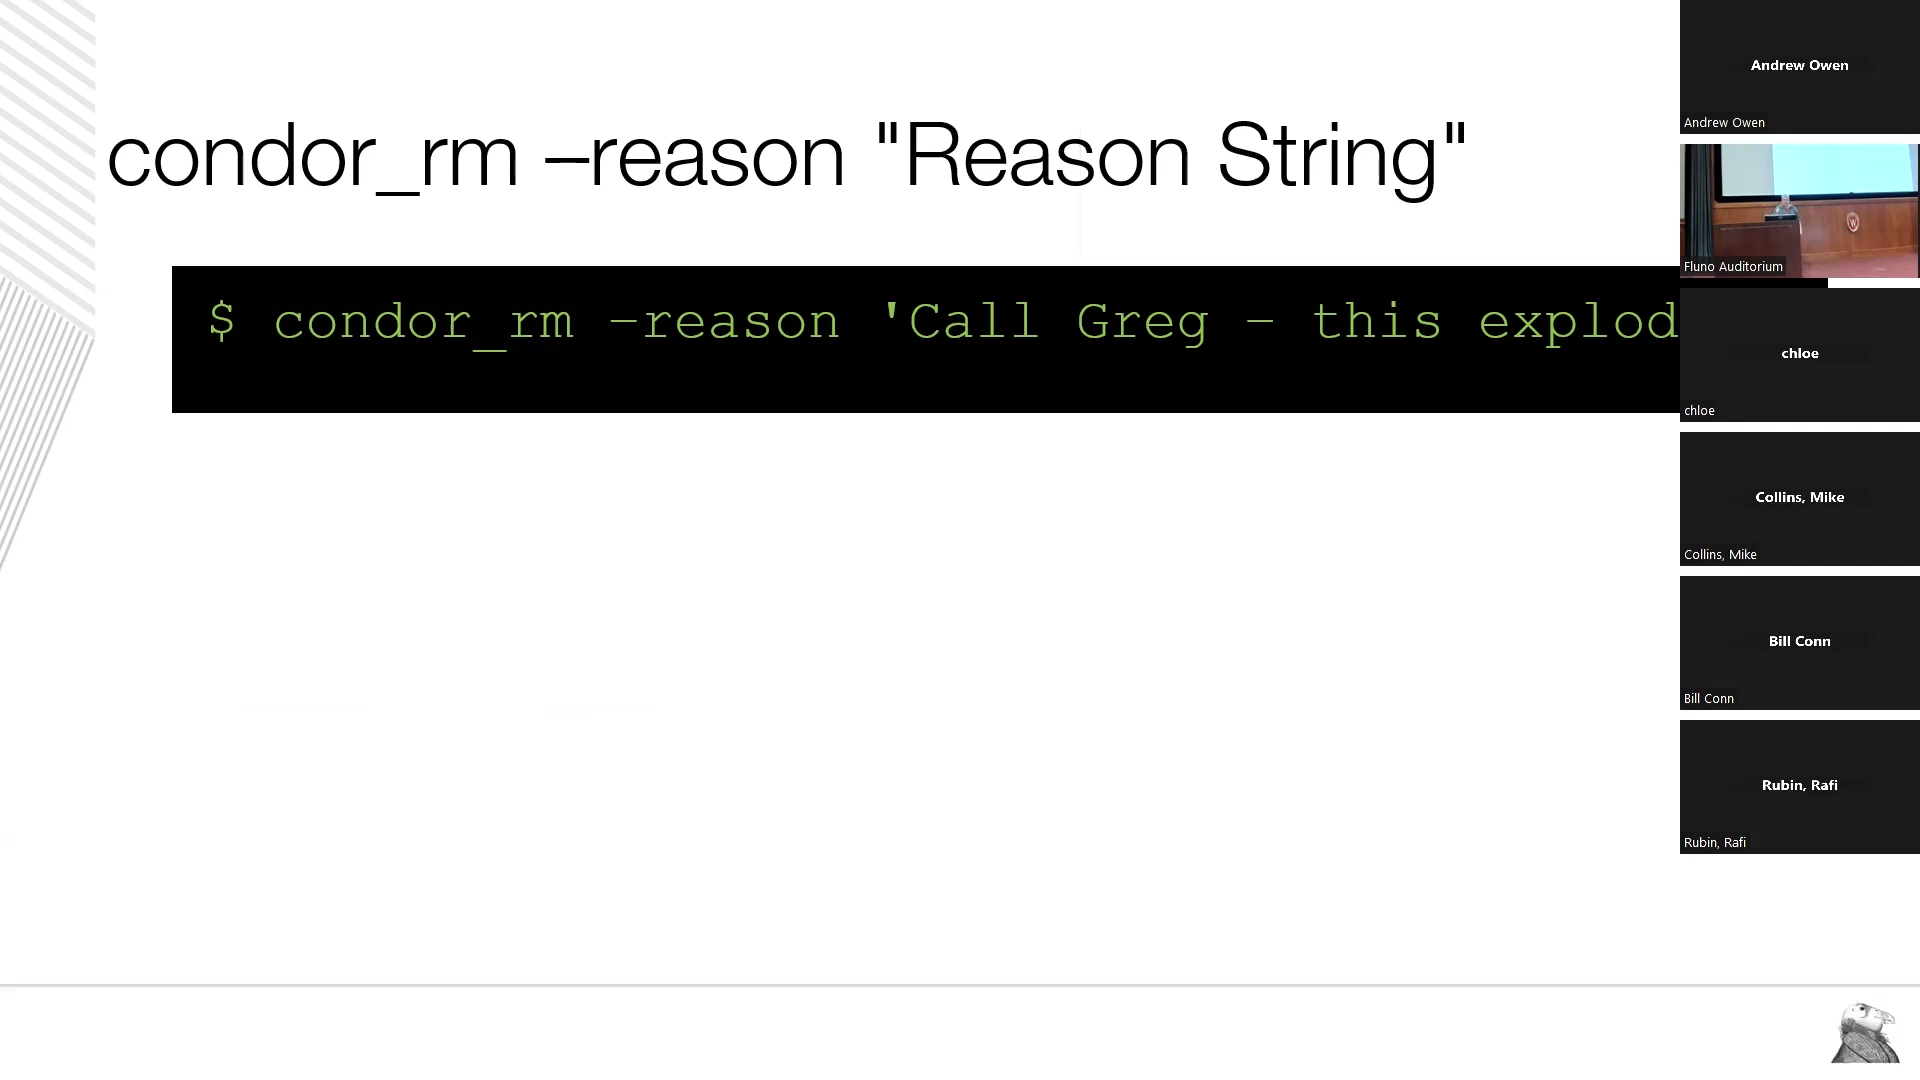 condor_rm –reason "Reason String"
$ condor_rm –reason 'Call Greg – this explod
Andrew Owen
Andrew Owen
Fluno Auditorium
chloe
chloe
Collins, Mike
Collins, Mike
Bill Conn
Bill Conn
Rubin, Rafi
Rubin, Rafi